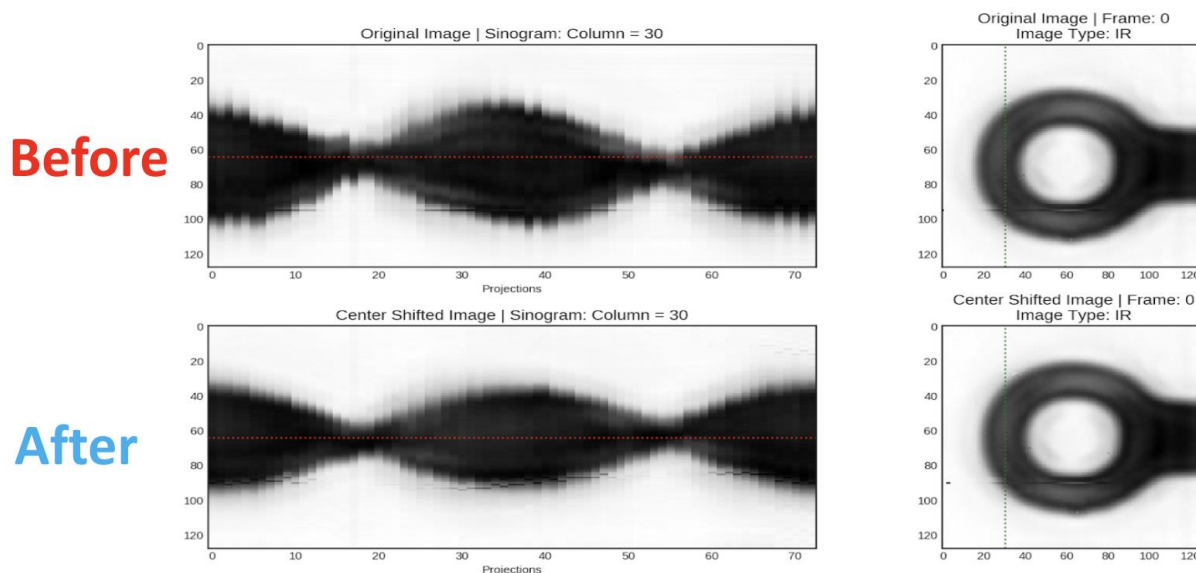 Before
Original Image | Sinogram: Column = 30
0
20
40
60
80
100
120
0 10 20 30 40 50 60 70
Projections
Original Image | Frame: 0
Image Type: IR
0
20
40
60
80
100
120
0 20 40 60 80 100 120
After
Center Shifted Image | Sinogram: Column = 30
0
20
40
60
80
100
120
0 10 20 30 40 50 60 70
Projections
Center Shifted Image | Frame: 0
Image Type: IR
0
20
40
60
80
100
120
0 20 40 60 80 100 120